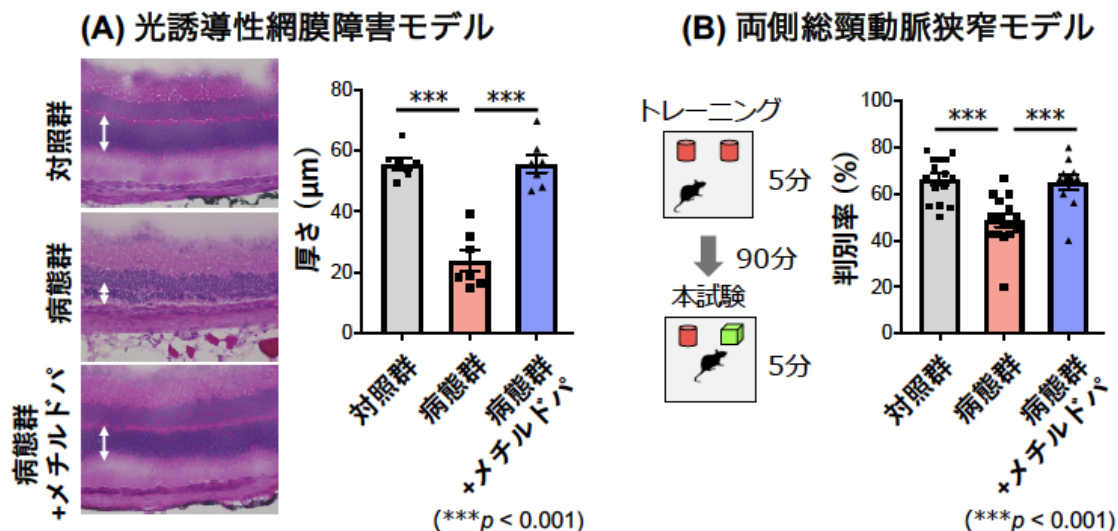 (A) 光誘導性網膜障害モデル
対照群
病態群
病態群
+メチルドパ
厚さ (μm)
80
60
40
20
0
***
***
対照群
病態群
病態群
+メチルドパ
(***p < 0.001)
(B) 両側総頸動脈狭窄モデル
トレーニング
5分
90分
本試験
5分
判別率 (%)
100
80
60
40
20
0
***
***
対照群
病態群
病態群
+メチルドパ
(***p < 0.001)